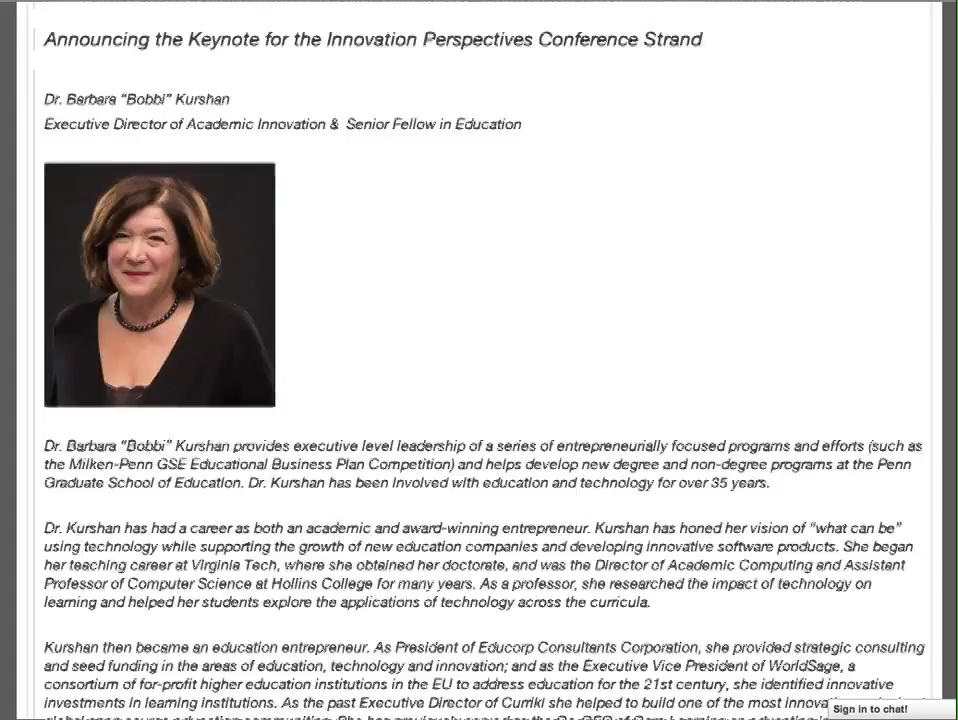 Announcing the Keynote for the Innovation Perspectives Conference Strand
Dr. Barbara “Bobbi” Kurshan
Executive Director of Academic Innovation & Senior Fellow in Education
Dr. Barbara “Bobbi” Kurshan provides executive level leadership of a series of entrepreneurially focused programs and efforts (such as
the Milken-Penn GSE Educational Business Plan Competition) and helps develop new degree and non-degree programs at the Penn
Graduate School of Education. Dr. Kurshan has been involved with education and technology for over 35 years.
Dr. Kurshan has had a career as both an academic and award-winning entrepreneur. Kurshan has honed her vision of “what can be”
using technology while supporting the growth of new education companies and developing innovative software products. She began
her teaching career at Virginia Tech, where she obtained her doctorate, and was the Director of Academic Computing and Assistant
Professor of Computer Science at Hollins College for many years. As a professor, she researched the impact of technology on
learning and helped her students explore the applications of technology across the curricula.
Kurshan then became an education entrepreneur. As President of Educorp Consultants Corporation, she provided strategic consulting
and seed funding in the areas of education, technology and innovation; and as the Executive Vice President of WorldSage, a
consortium of for-profit higher education institutions in the EU to address education for the 21st century, she identified innovative
investments in learning institutions. As the past Executive Director of Curriki she helped to build one of the most
Sign in to chat!